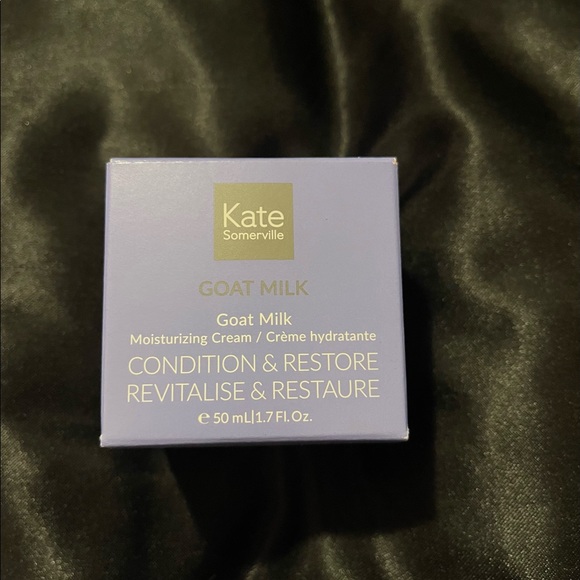 Kate
Somerville
GOAT MILK
Goat Milk
Moisturizing Cream / Crème hydratante
CONDITION & RESTORE
REVITALISE & RESTAURE
℮ 50 mL|1.7 Fl. Oz.